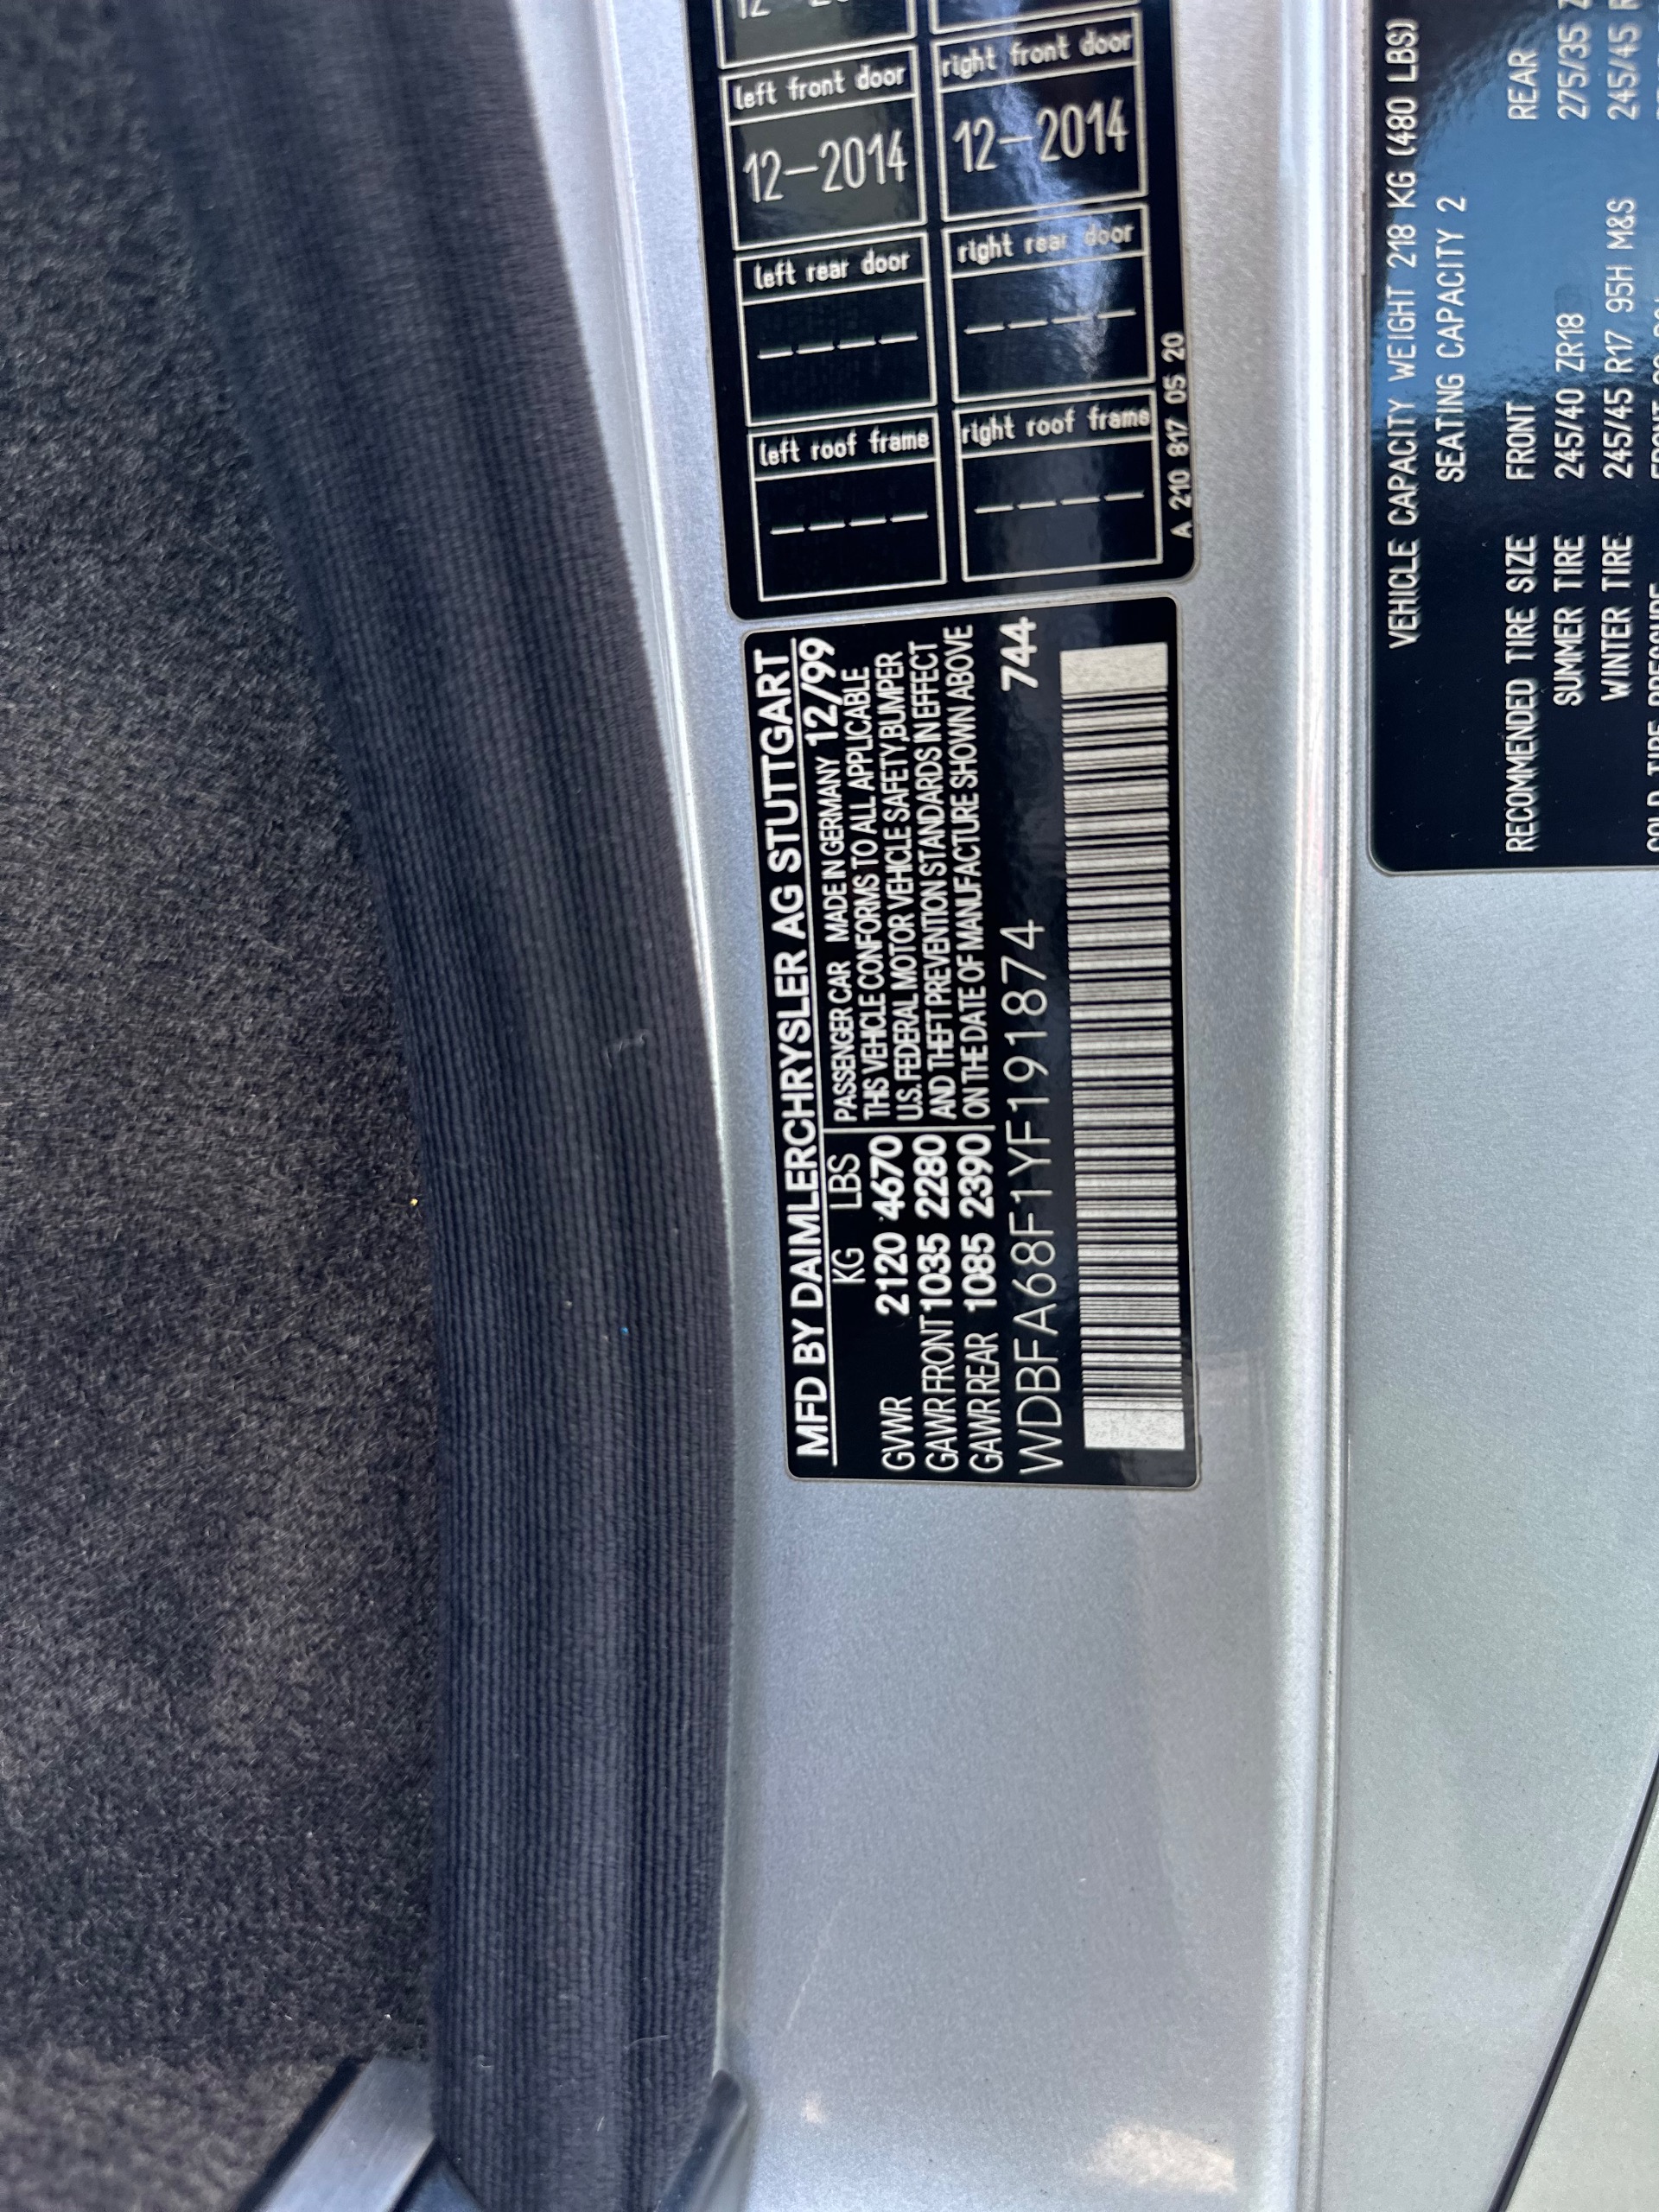 MFD BY DAIMLERCHRYSLER AG STUTTGART
KG LBS PASSENGER CAR MADE IN GERMANY 12/99
GVWR 2120 4670 THIS VEHICLE CONFORMS TO ALL APPLICABLE
U.S. FEDERAL MOTOR VEHICLE SAFETY,BUMPER
GAWR FRONT 1035 2280 AND THEFT PREVENTION STANDARDS IN EFFECT
GAWR REAR 1085 2390 ON THE DATE OF MANUFACTURE SHOWN ABOVE
WDBFA68F1YF191874 744
left roof frame left rear door left front door
– – – – – – – – 12–2014
right roof frame right rear door right front door
– – – – – – – – 12–2014
A 210 817 05 20
VEHICLE CAPACITY WEIGHT 218 KG (480 LBS)
SEATING CAPACITY 2
RECOMMENDED TIRE SIZE FRONT REAR
SUMMER TIRE 245/40 ZR18 275/35
WINTER TIRE 245/45 R17 95H M&S 245/45